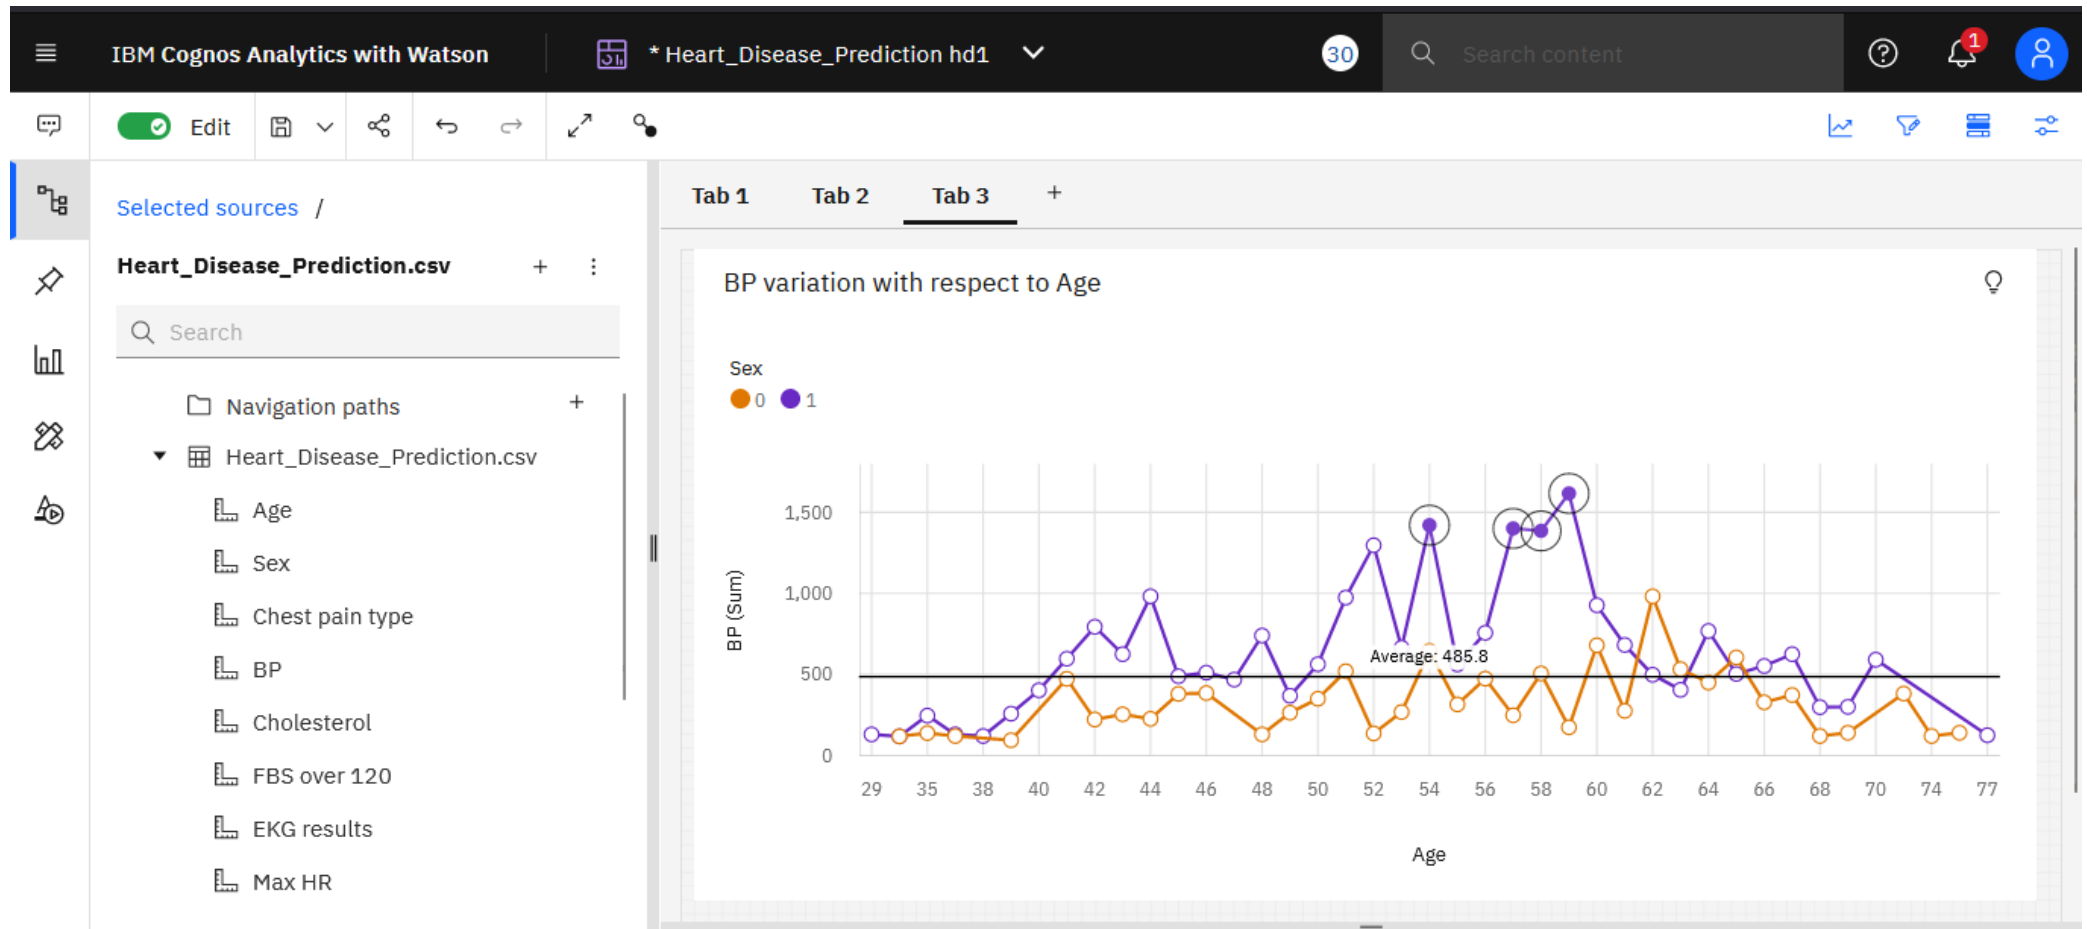 IBM Cognos Analytics with Watson
* Heart_Disease_Prediction hd1
30
Search content
1
Edit
Selected sources /
Heart_Disease_Prediction.csv
Search
Navigation paths
Heart_Disease_Prediction.csv
Age
Sex
Chest pain type
BP
Cholesterol
FBS over 120
EKG results
Max HR
Tab 1 Tab 2 Tab 3
BP variation with respect to Age
Sex
0 1
BP (Sum)
1,500
1,000
500
0
Average: 485.8
29 35 38 40 42 44 46 48 50 52 54 56 58 60 62 64 66 68 70 74 77
Age